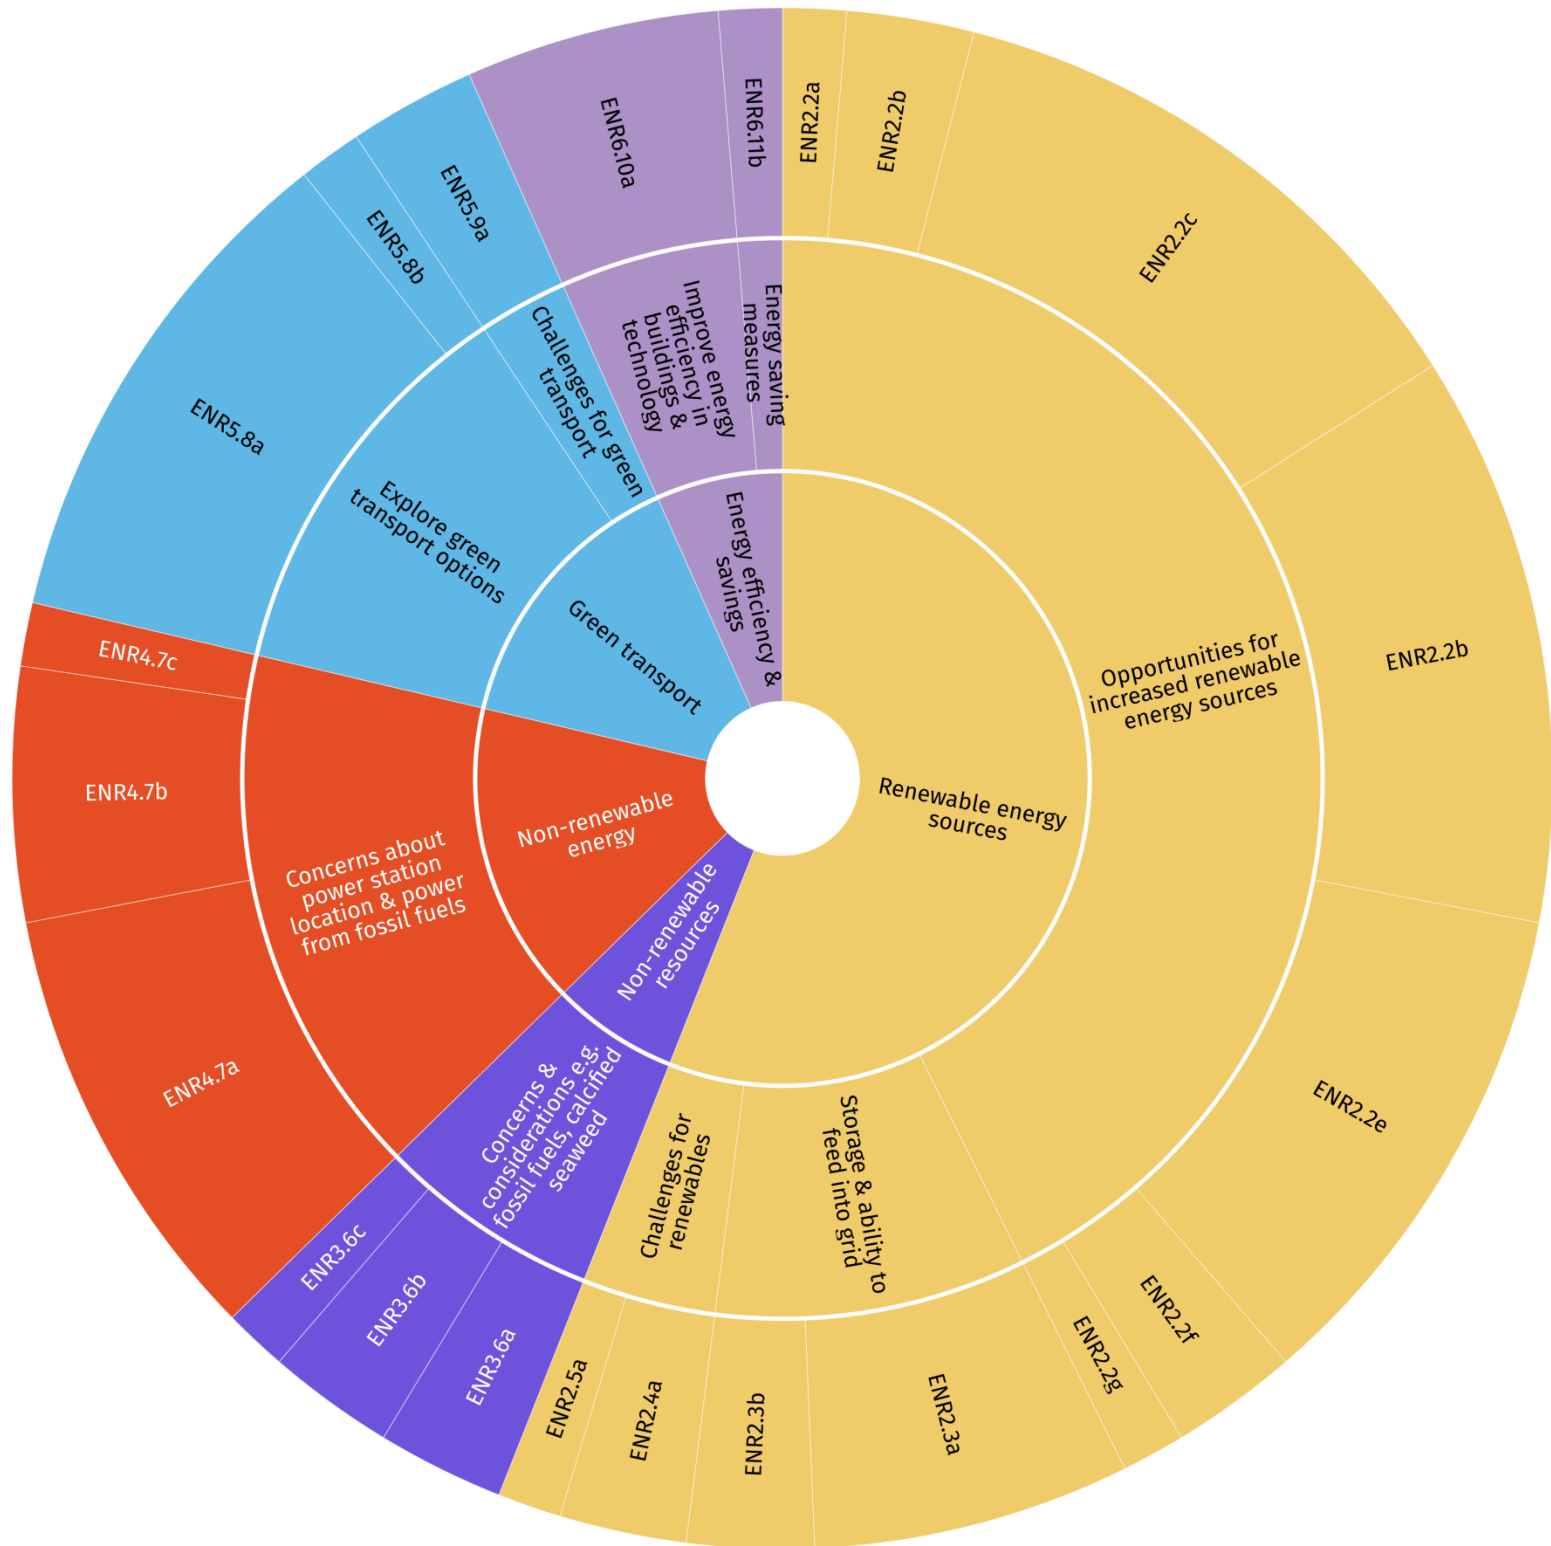 ENR2.2a
ENR2.2b
ENR2.2c
ENR2.2b
ENR2.2e
ENR2.2f
ENR2.2g
ENR2.3a
ENR2.3b
ENR2.4a
ENR2.5a
ENR3.6a
ENR3.6b
ENR3.6c
ENR4.7a
ENR4.7b
ENR4.7c
ENR5.8a
ENR5.8b
ENR5.9a
ENR6.10a
ENR6.11b
Opportunities for
increased renewable
energy sources
Storage & ability to
feed into grid
Challenges for
renewables
Concerns &
considerations e.g.
fossil fuels, calcified
seaweed
Concerns about
power station
location & power
from fossil fuels
Explore green
transport options
Challenges for green
transport
Improve energy
efficiency in
buildings &
technology
Energy saving
measures
Renewable energy
sources
Non-renewable
resources
Non-renewable
energy
Green transport
Energy efficiency &
savings